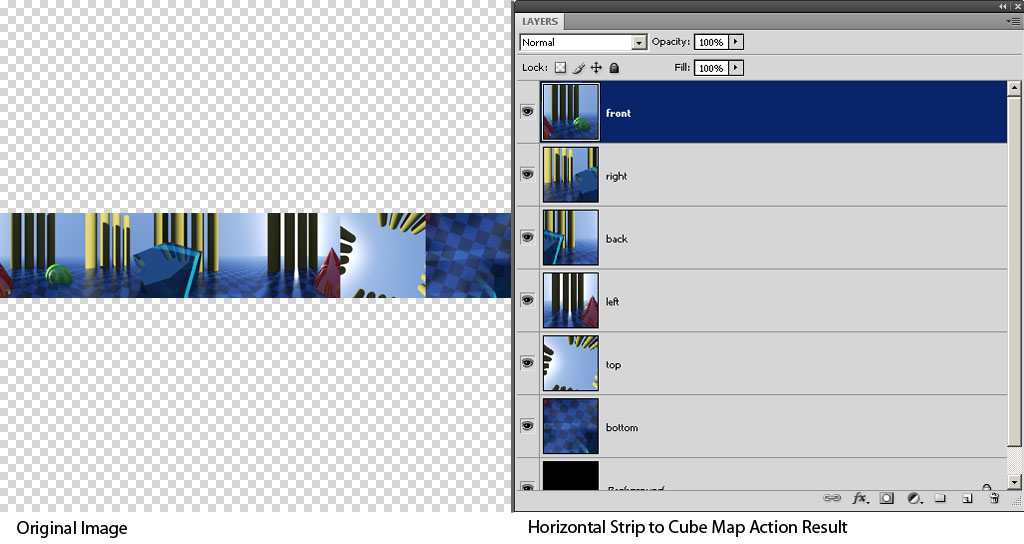 LAYERS
Normal
Opacity: 100%
Lock:
Fill: 100%
front
right
back
left
top
bottom
Background
Original Image
Horizontal Strip to Cube Map Action Result